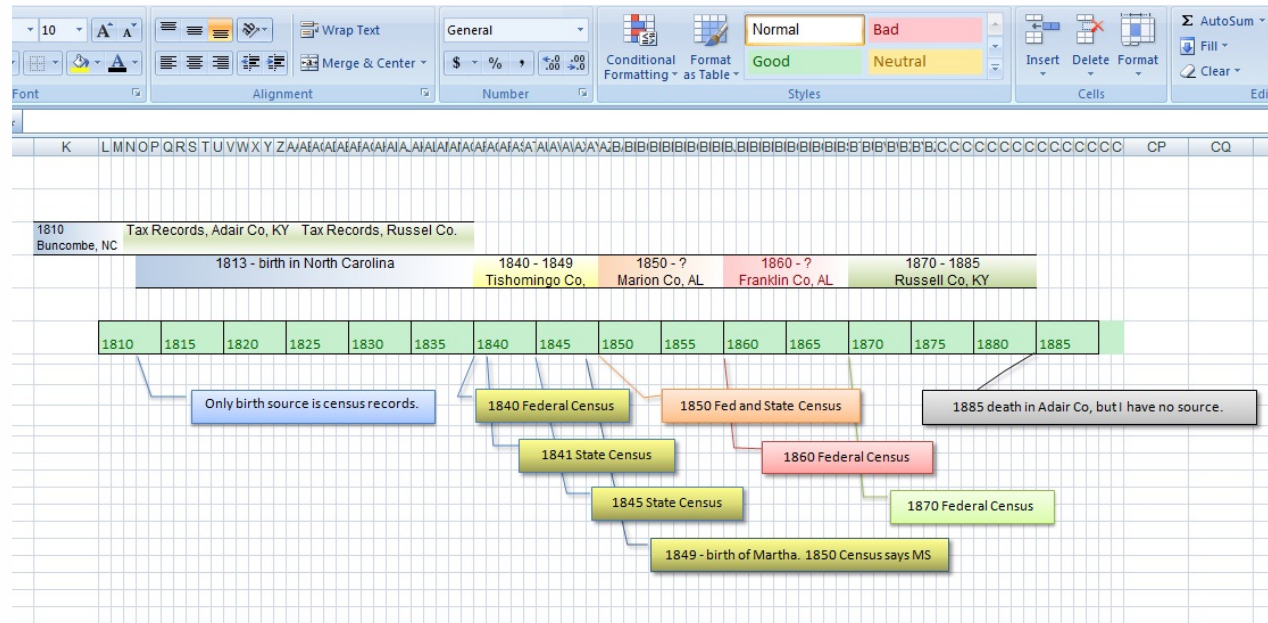 10 A A Wrap Text General Normal Bad Σ AutoSum
Fill
A Merge & Center $ % , .0 .00 .00 .0 Conditional Formatting Format as Table Good Neutral Insert Delete Format Clear
Font Alignment Number Styles Cells Edi
K L M N O P Q R S T U V W X Y Z CP CQ
1810
Buncombe, NC
Tax Records, Adair Co, KY Tax Records, Russel Co.
1813 - birth in North Carolina
1840 - 1849
Tishomingo Co,
1850 - ?
Marion Co, AL
1860 - ?
Franklin Co, AL
1870 - 1885
Russell Co, KY
1810 1815 1820 1825 1830 1835 1840 1845 1850 1855 1860 1865 1870 1875 1880 1885
Only birth source is census records.
1840 Federal Census
1850 Fed and State Census
1885 death in Adair Co, but I have no source.
1841 State Census
1860 Federal Census
1845 State Census
1870 Federal Census
1849 - birth of Martha. 1850 Census says MS